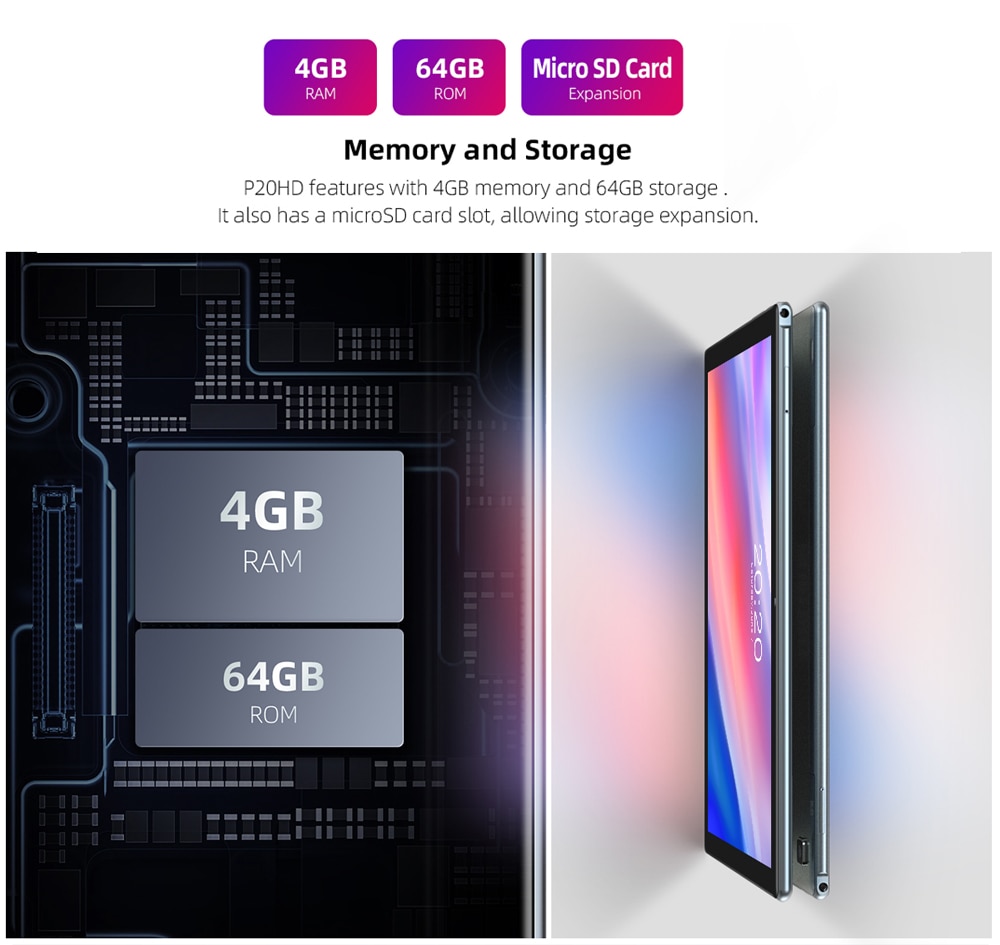 4GB
RAM
64GB
ROM
Micro SD Card
Expansion
Memory and Storage
P20HD features with 4GB memory and 64GB storage .
It also has a microSD card slot, allowing storage expansion.
4GB
RAM
64GB
ROM
20:20